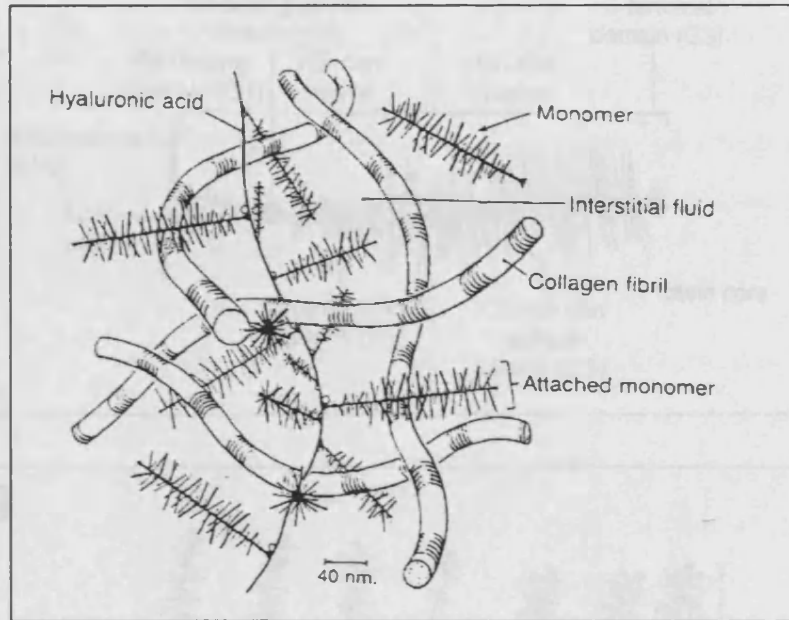 Hyaluronic acid
Monomer
Interstitial fluid
Collagen fibril
Attached monomer
40 nm.